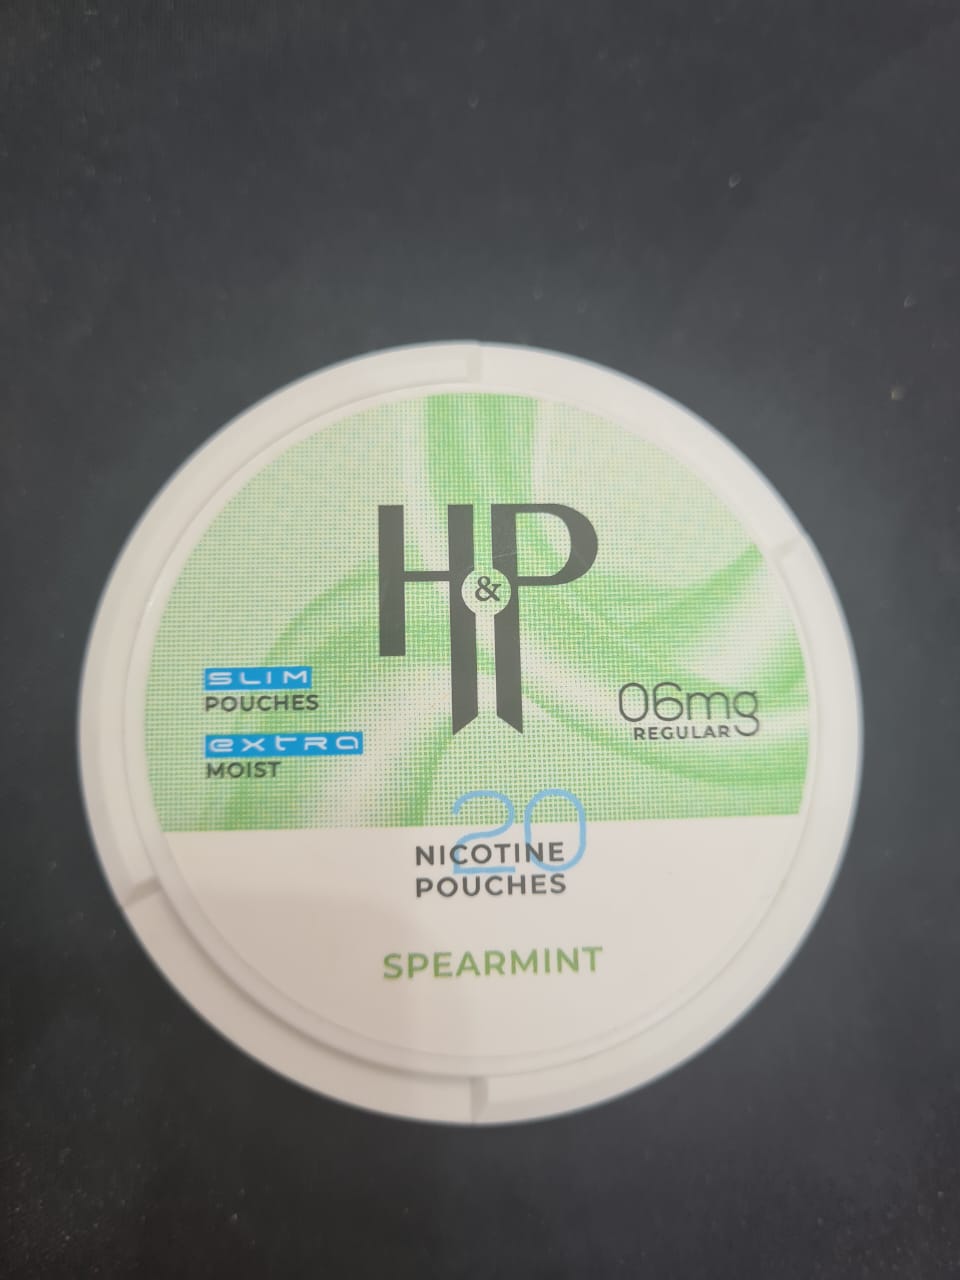 H&P
SLIM
POUCHES
extra
MOIST
06mg
REGULAR
20
NICOTINE
POUCHES
SPEARMINT